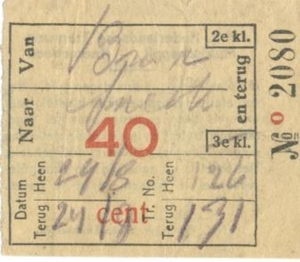 Van
Naar
2e kl.
en terug
3e kl.
40
cent
Datum
Heen 24/8
Terug 24/8
Tr. No.
Heen 126
Terug 131
№ 2080